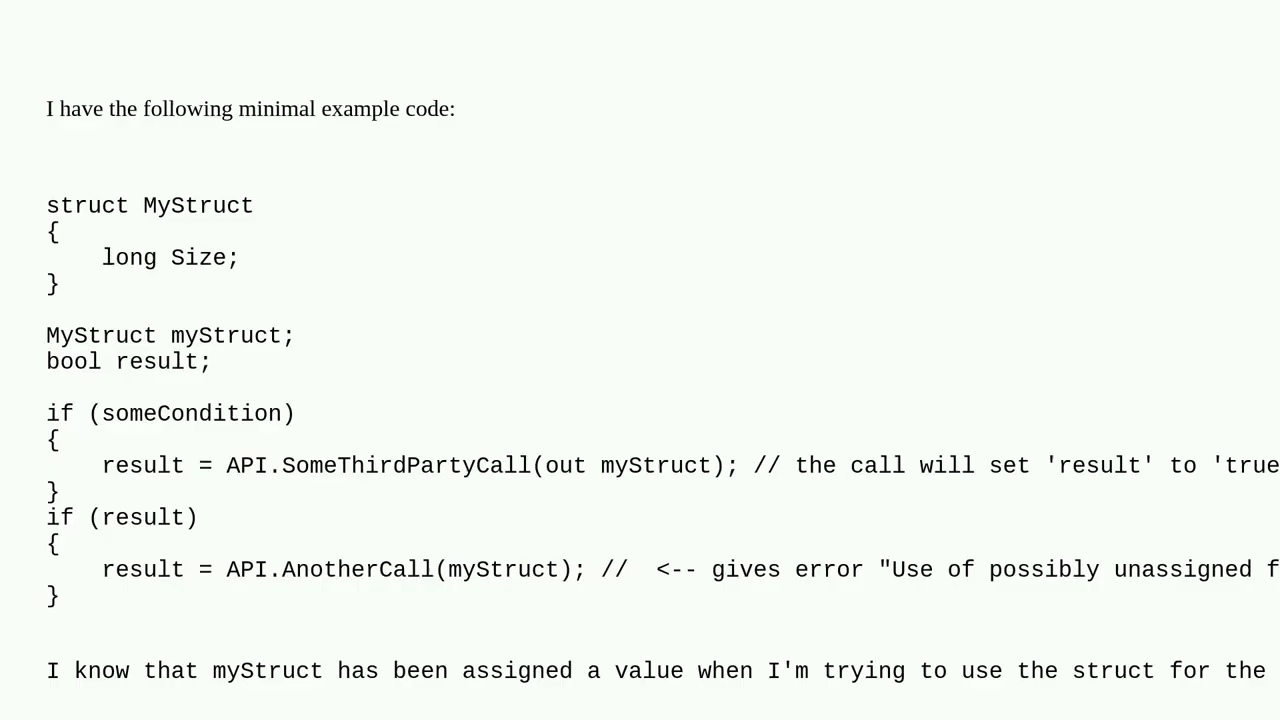 I have the following minimal example code:
struct MyStruct
{
    long Size;
}
MyStruct myStruct;
bool result;
if (someCondition)
{
    result = API.SomeThirdPartyCall(out myStruct); // the call will set 'result' to 'true
}
if (result)
{
    result = API.AnotherCall(myStruct); //  <-- gives error "Use of possibly unassigned f
}
I know that myStruct has been assigned a value when I'm trying to use the struct for the